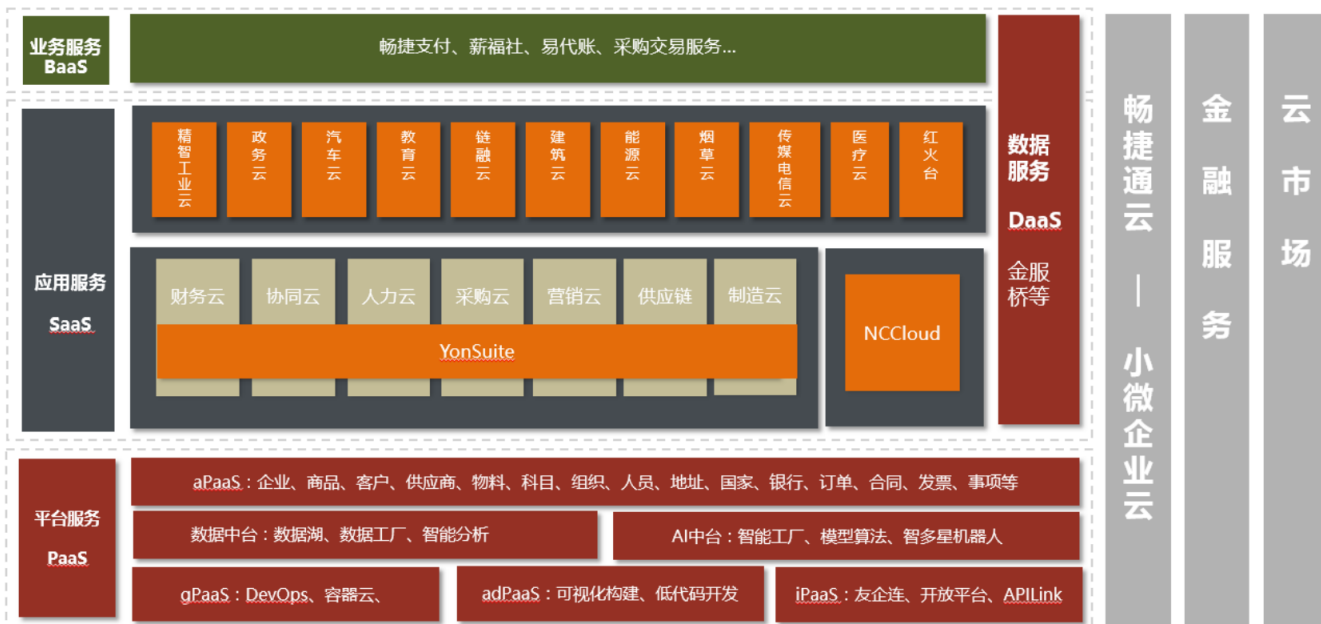 业务服务
BaaS
畅捷支付、薪福社、易代账、采购交易服务...
应用服务
SaaS
精智工业云
政务云
汽车云
教育云
链融云
建筑云
能源云
烟草云
传媒电信云
医疗云
红火台
财务云
协同云
人力云
采购云
营销云
供应链
制造云
YonSuite
NCCloud
数据
服务
DaaS
金服
桥等
平台服务
PaaS
aPaaS：企业、商品、客户、供应商、物料、科目、组织、人员、地址、国家、银行、订单、合同、发票、事项等
数据中台：数据湖、数据工厂、智能分析
AI中台：智能工厂、模型算法、智多星机器人
gPaaS：DevOps、容器云、
adPaaS：可视化构建、低代码开发
iPaaS：友企连、开放平台、APILink
畅捷通云 — 小微企业云
金融服务
云市场